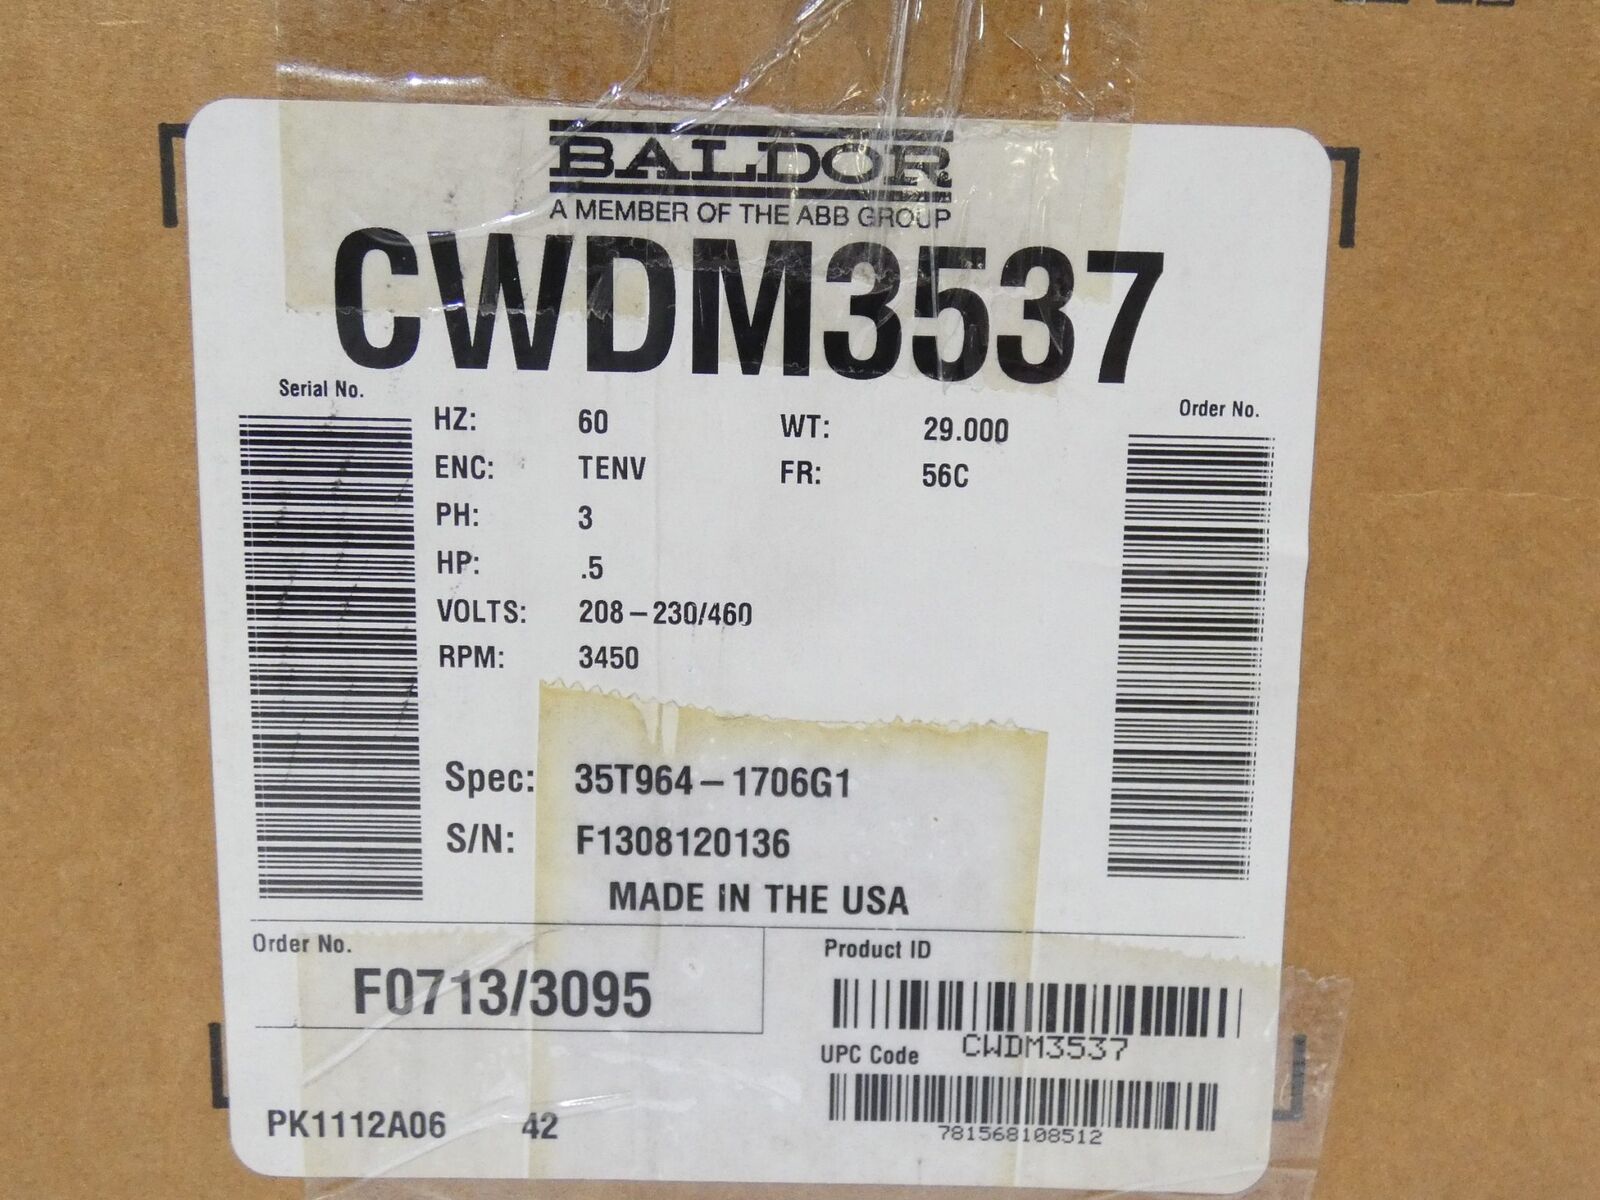 BALDOR
A MEMBER OF THE ABB GROUP
CWDM3537
Serial No.
Order No.
HZ: 60 WT: 29.000
ENC: TENV FR: 56C
PH: 3
HP: .5
VOLTS: 208-230/460
RPM: 3450
Spec: 35T964-1706G1
S/N: F1308120136
MADE IN THE USA
Order No.
F0713/3095
Product ID
CWDM3537
UPC Code
781568108512
PK1112A06 42